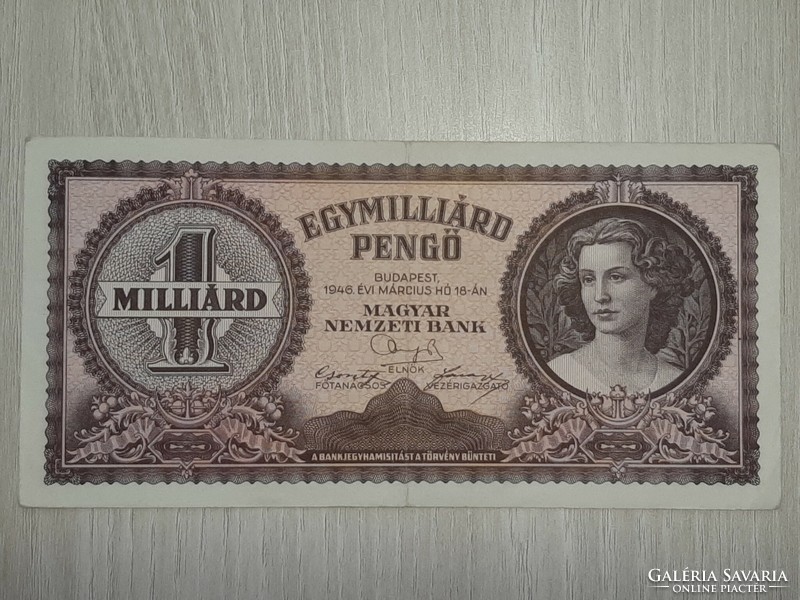 EGYMILLIÁRD
PENGŐ
1
MILLIÁRD
BUDAPEST,
1946. ÉVI MÁRCIUS HÓ 18-ÁN
MAGYAR
NEMZETI BANK
ELNÖK
FŐTANÁCSOS VEZÉRIGAZGATÓ
A BANKJEGYHAMISITÁST A TÖRVÉNY BÜNTETI
GALÉRIA SAVARIA
ONLINE PIACTÉR